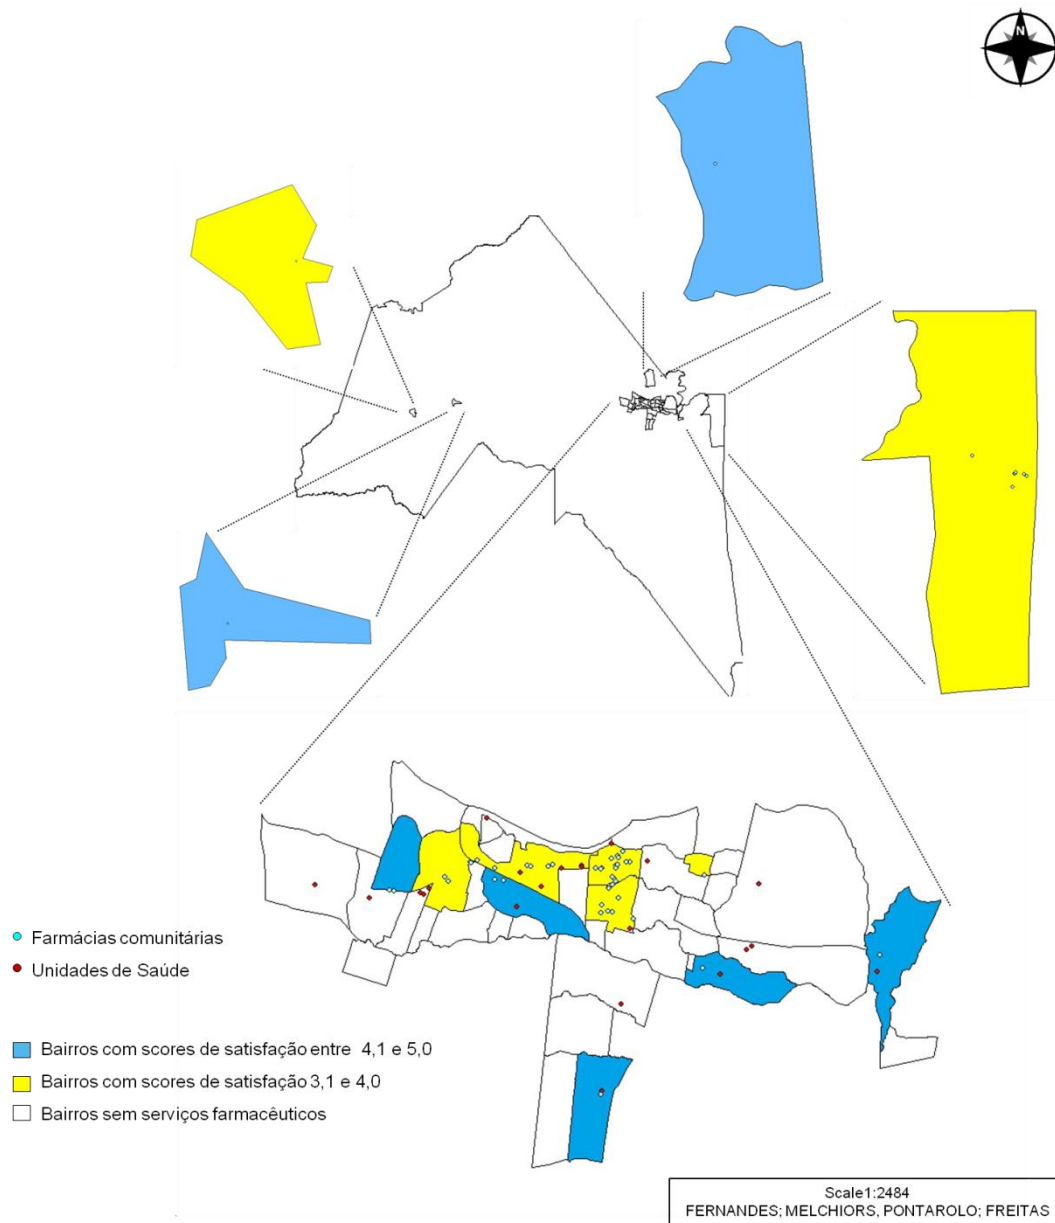 N
Farmácias comunitárias
Unidades de Saúde
Bairros com scores de satisfação entre 4,1 e 5,0
Bairros com scores de satisfação 3,1 e 4,0
Bairros sem serviços farmacêuticos
Scale1:2484
FERNANDES; MELCHIORS, PONTAROLO; FREITAS